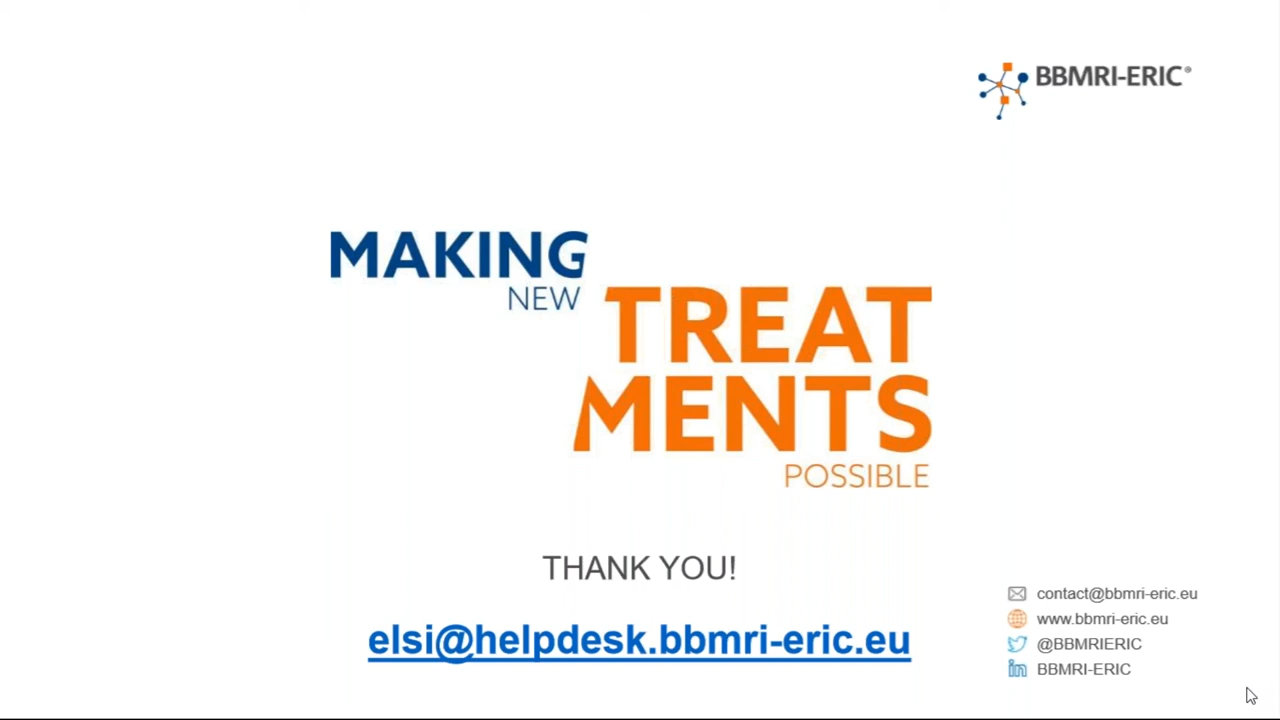 BBMRI-ERIC®
MAKING
NEW
TREAT
MENTS
POSSIBLE
THANK YOU!
elsi@helpdesk.bbmri-eric.eu
contact@bbmri-eric.eu
www.bbmri-eric.eu
@BBMRIERIC
in BBMRI-ERIC